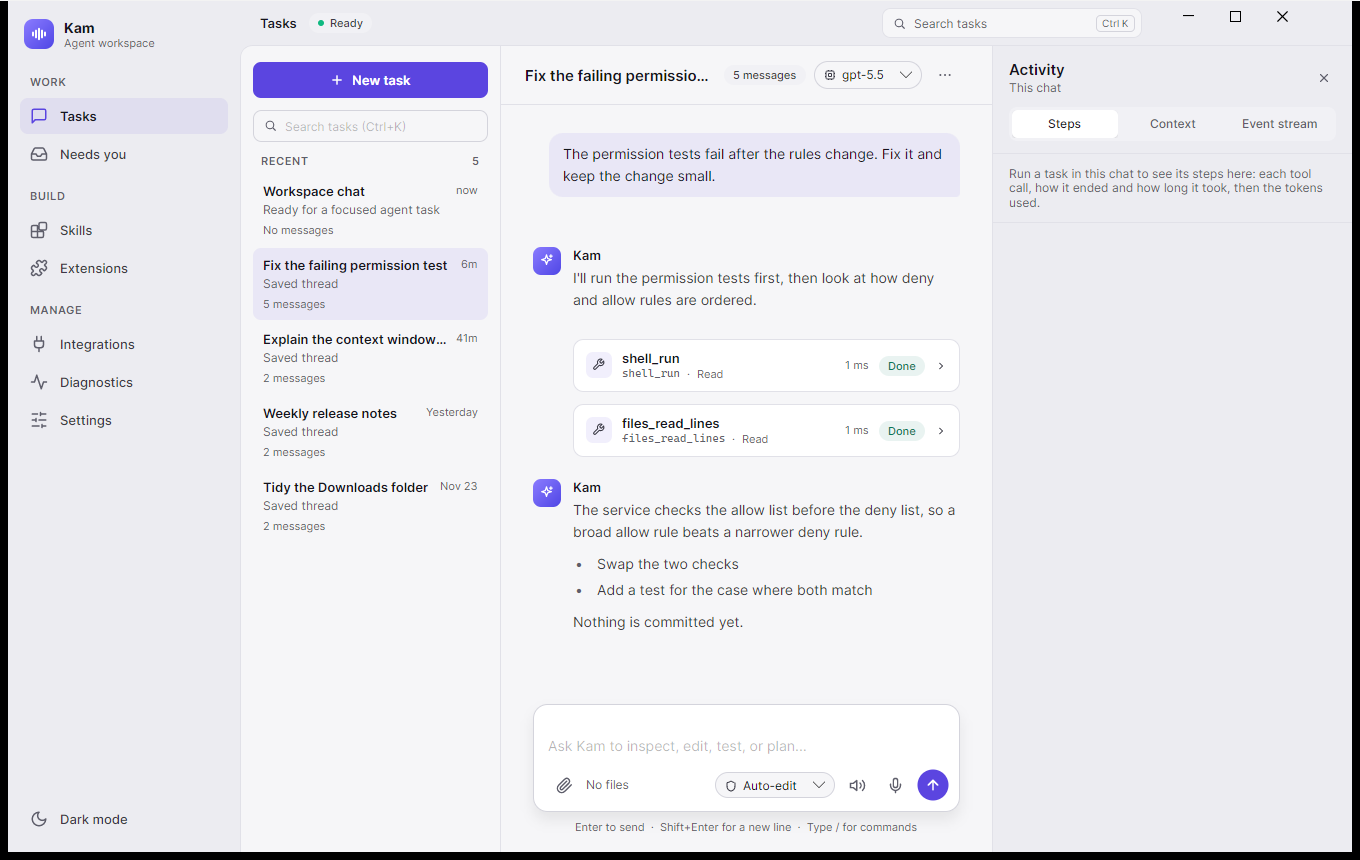 Kam
Agent workspace
WORK
Tasks
Needs you
BUILD
Skills
Extensions
MANAGE
Integrations
Diagnostics
Settings
Dark mode
Tasks
Ready
Search tasks
Ctrl K
+ New task
Search tasks (Ctrl+K)
RECENT 5
Workspace chat now
Ready for a focused agent task
No messages
Fix the failing permission test 6m
Saved thread
5 messages
Explain the context window... 41m
Saved thread
2 messages
Weekly release notes Yesterday
Saved thread
2 messages
Tidy the Downloads folder Nov 23
Saved thread
2 messages
Fix the failing permissio... 5 messages gpt-5.5 ...
The permission tests fail after the rules change. Fix it and
keep the change small.
Kam
I'll run the permission tests first, then look at how deny
and allow rules are ordered.
shell_run
shell_run · Read
1 ms Done
files_read_lines
files_read_lines · Read
1 ms Done
Kam
The service checks the allow list before the deny list, so a
broad allow rule beats a narrower deny rule.
• Swap the two checks
• Add a test for the case where both match
Nothing is committed yet.
Ask Kam to inspect, edit, test, or plan...
No files
Auto-edit
Enter to send · Shift+Enter for a new line · Type / for commands
Activity
This chat
Steps Context Event stream
Run a task in this chat to see its steps here: each tool
call, how it ended and how long it took, then the tokens
used.